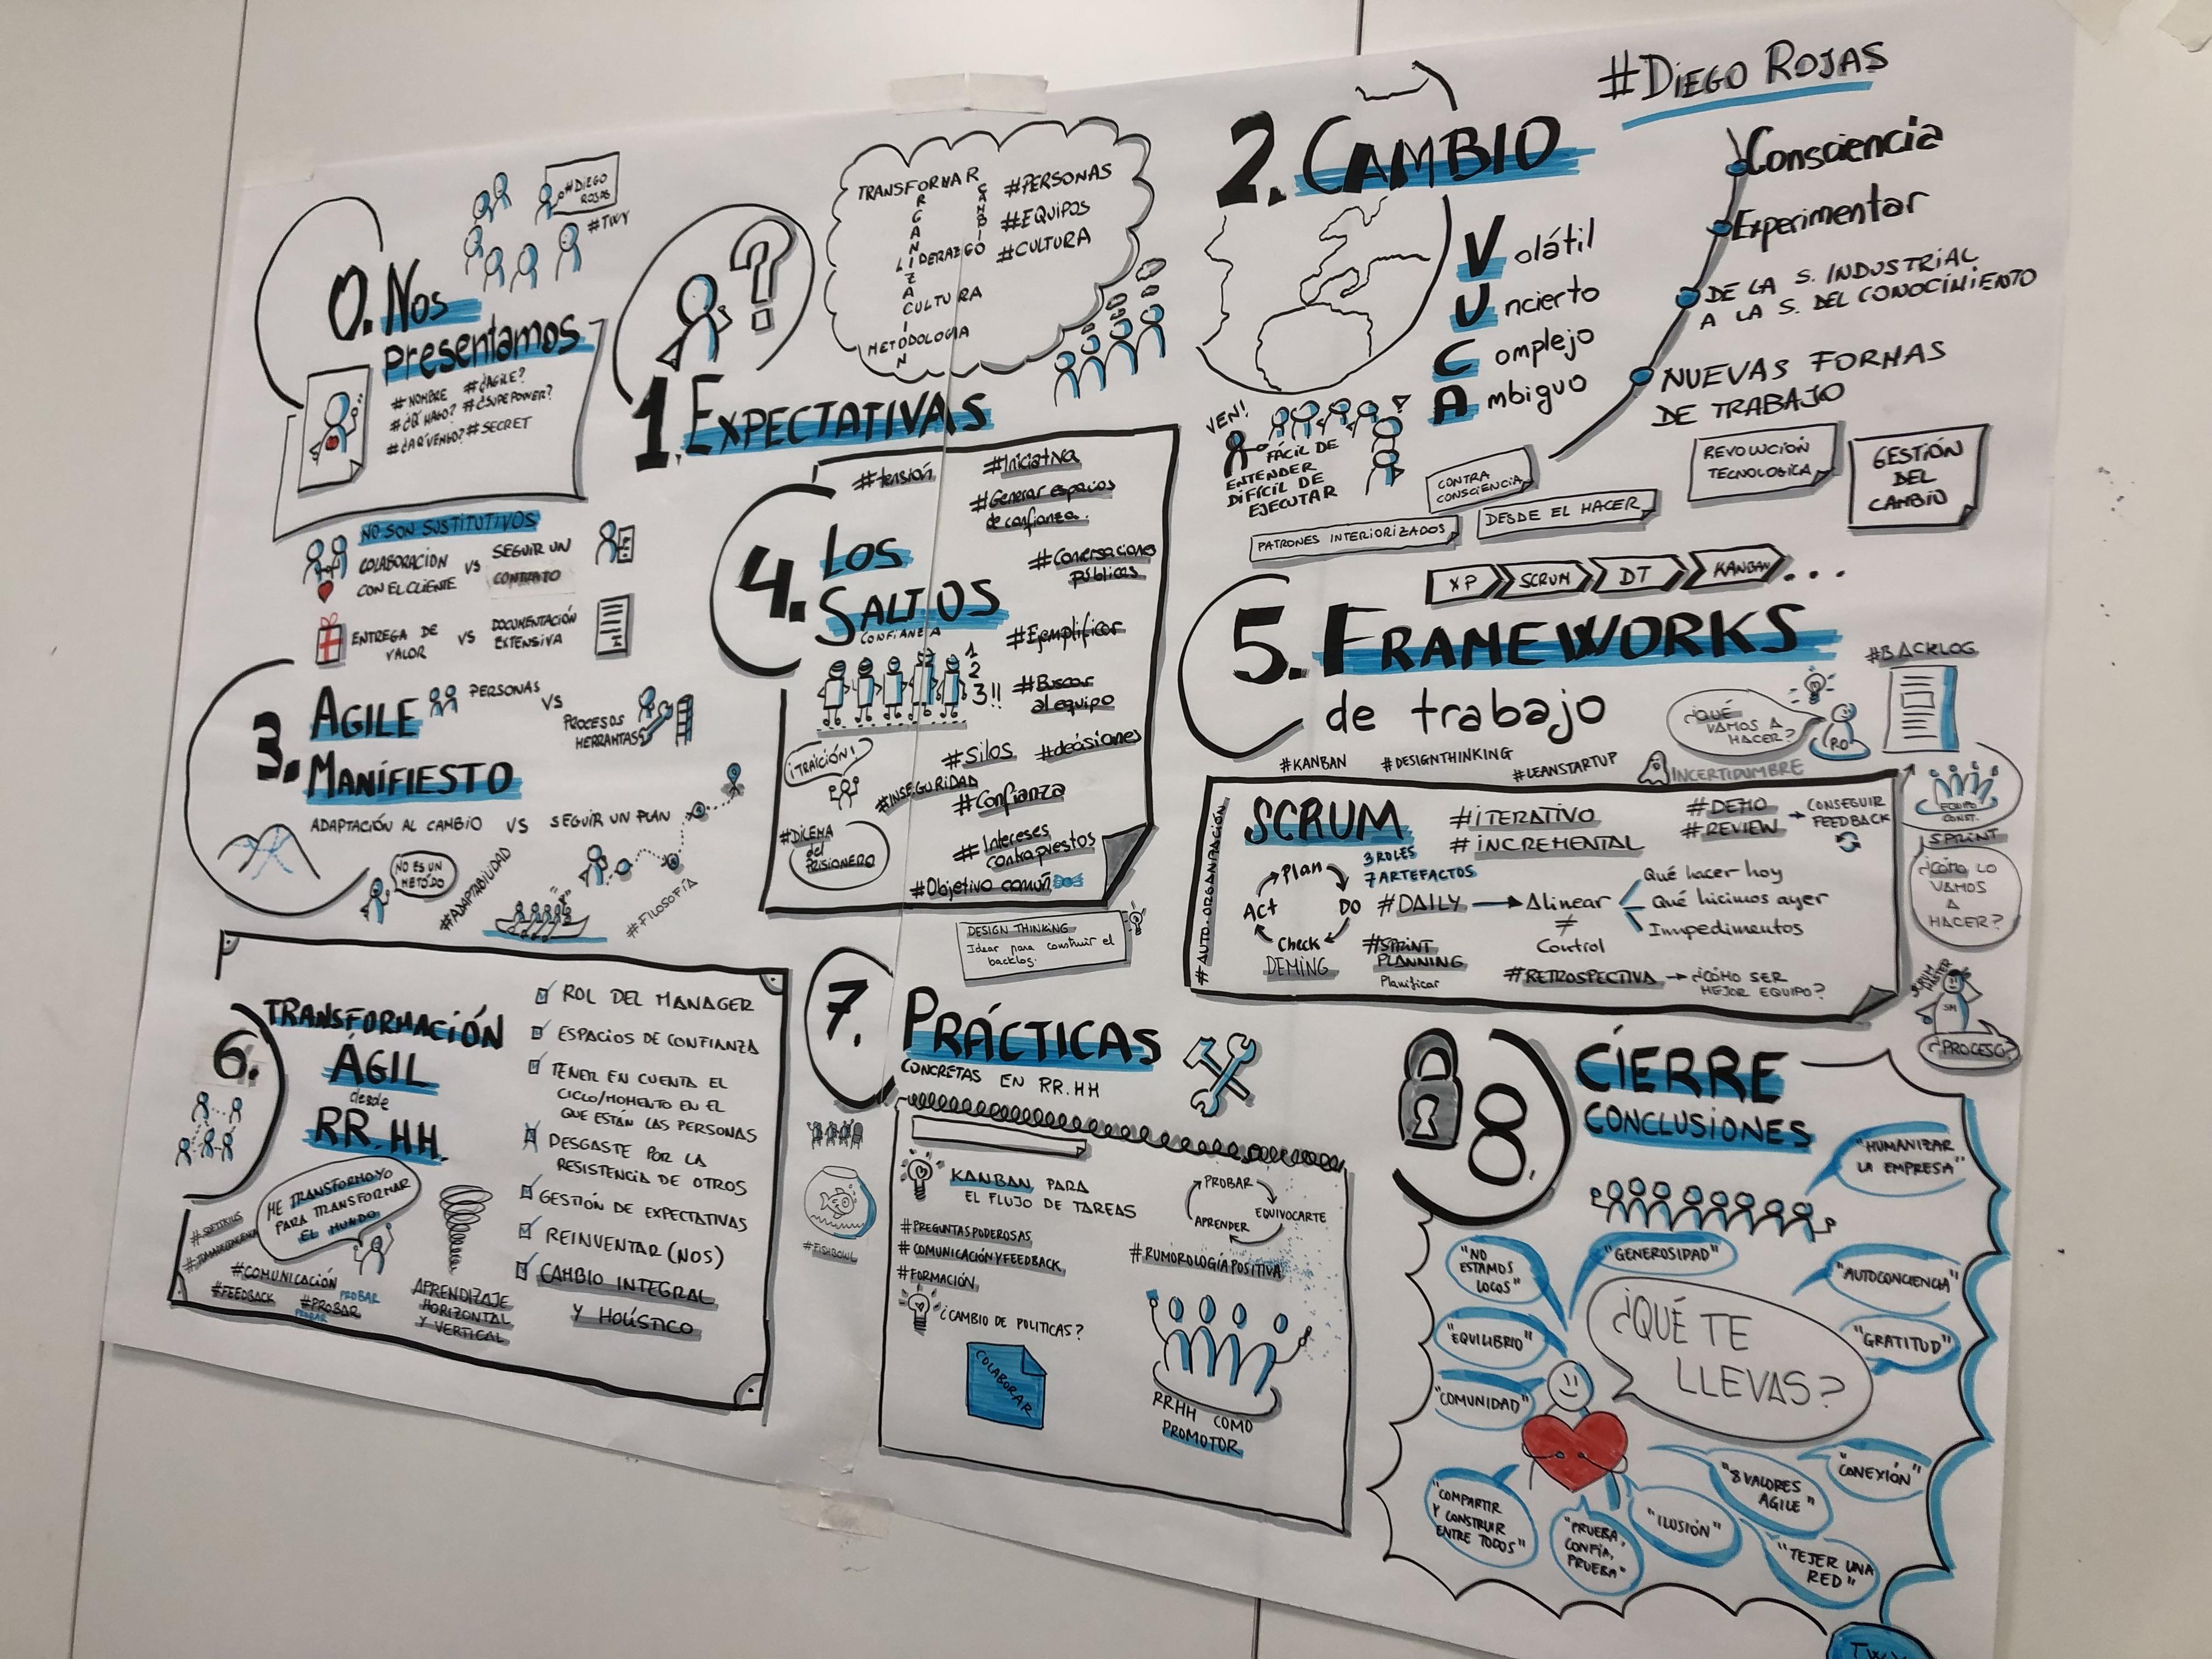 #DIEGO ROJAS
#DIEGO
ROJAS
#TWY
0. NOS
presentamos
#NOMBRE #¿AGILE?
#¿QUÉ HAGO? #¿SUPE POWER?
#¿A QÚ VENGO? #SECRET
1. EXPECTATIVAS
TRANSFORMAR
ORGANIZACIÓN
CAMBIO
LIDERAZGO
CULTURA
METODOLOGIA
#PERSONAS
#EQUIPOS
#CULTURA
2. CAMBIO
Volátil
Uncierto
Complejo
Ambiguo
Consciencia
Experimentar
DE LA S. INDUSTRIAL
A LA S. DEL CONOCIMIENTO
NUEVAS FORMAS
DE TRABAJO
REVOLUCIÓN
TECNOLOGICA
GESTIÓN
DEL
CAMBIO
VEN!
FÁCIL DE
ENTENDER
DIFÍCIL DE
EJECUTAR
CONTRA
CONSCIENCIA
DESDE EL HACER
PATRONES INTERIORIZADOS
NO SON SUSTITUTIVOS
COLABORACIÓN
CON EL CLIENTE
VS
SEGUIR UN
CONTRATO
ENTREGA DE
VALOR
VS
DOCUMENTACIÓN
EXTENSIVA
3. AGILE
MANIFIESTO
PERSONAS
VS
PROCESOS
HERRAMTAS
ADAPTACIÓN AL CAMBIO VS SEGUÍR UN PLAN
NO ES UN
METODO
#ADAPTABILIDAD
#FILOSOFÍA
4. LOS
SALTOS
CONFIANZA
1
2
3!!
#tensión
#Iniciativa
#Generar espacios
de confianza.
#Conersaciones
públicas
#Ejemplificar
#Buscar
al equipo
#Silos #decisiones
¡TRAICIÓN!
#INSEGURIDAD
#Confianza
#DILEMA
del
PRISIONERO
#Intereses
contrapuestos
#Objetivo común
DESIGN THINKING
Idear para construir el
backlog.
XP SCRUM DT KANBAN ...
5. FRAMEWORKS
de trabajo
#KANBAN #DESIGNTHINKING #LEANSTARTUP
¿QUÉ
VAMOS A
HACER?
PO
#BACKLOG
INCERTIDUMBRE
EQUIPO
CONST.
SPRINT
¿CÓMO LO
VAMOS
A
HACER?
SCRUM
MASTER
SM
¿PROCESO?
#AUTO-ORGANIZACIÓN
SCRUM
#ITERATIVO
#INCREMENTAL
#DEMO
#REVIEW
CONSEGUIR
FEEDBACK
3 ROLES
7 ARTEFACTOS
Plan
DO
Check
ACt
DEMING
#DAILY
Alinear
≠
Control
Qué hacer hoy
Qué hicimos ayer
Impedimentos
#SPRINT
PLANNING
Planificar
#RETROSPECTIVA → ¿CÓMO SER
MEJOR EQUIPO?
6. TRANSFORMACIÓN
ÁGIL
desde
RR.HH.
ROL DEL MANAGER
ESPACIOS DE CONFIANZA
TENER EN CUENTA EL
CICLO/MOMENTO EN EL
QUE ESTÁN LAS PERSONAS
DESGASTE POR LA
RESISTENCIA DE OTROS
GESTIÓN DE EXPECTATIVAS
REINVENTAR (NOS)
CAMBIO INTEGRAL
Y HOLÍSTICO
ME TRANSFORMO YO
PARA TRANSFORMAR
EL MUNDO
#COMUNICACIÓN
#FEEDBACK
#PROBAR
PROBAR
PROBAR
APRENDIZAJE
HORIZONTAL
Y VERTICAL
7. PRÁCTICAS
CONCRETAS EN RR.HH
#FISHBOWL
KANBAN PARA
EL FLUJO DE TAREAS
PROBAR
EQUIVOCARTE
APRENDER
#PREGUNTAS PODEROSAS
#COMUNICACIÓN Y FEEDBACK
#FORMACIÓN
#RUMOROLOGÍA POSITIVA
¿CAMBIO DE POLITICAS?
COLABORAR
RRHH COMO
PROMOTOR
8. CIERRE
CONCLUSIONES
"HUMANIZAR
LA EMPRESA"
"NO
ESTAMOS
LOCOS"
"GENEROSIDAD"
"AUTOCONCIENCIA"
"EQUILIBRIO"
"GRATITUD"
"COMUNIDAD"
¿QUÉ TE
LLEVAS?
"COMPARTIR
Y CONSTRUIR
ENTRE TODOS"
"PRUEBA,
CONFÍA,
PRUEBA"
"ILUSIÓN"
"8 VALORES
AGILE"
"CONEXIÓN"
"TEJER UNA
RED"